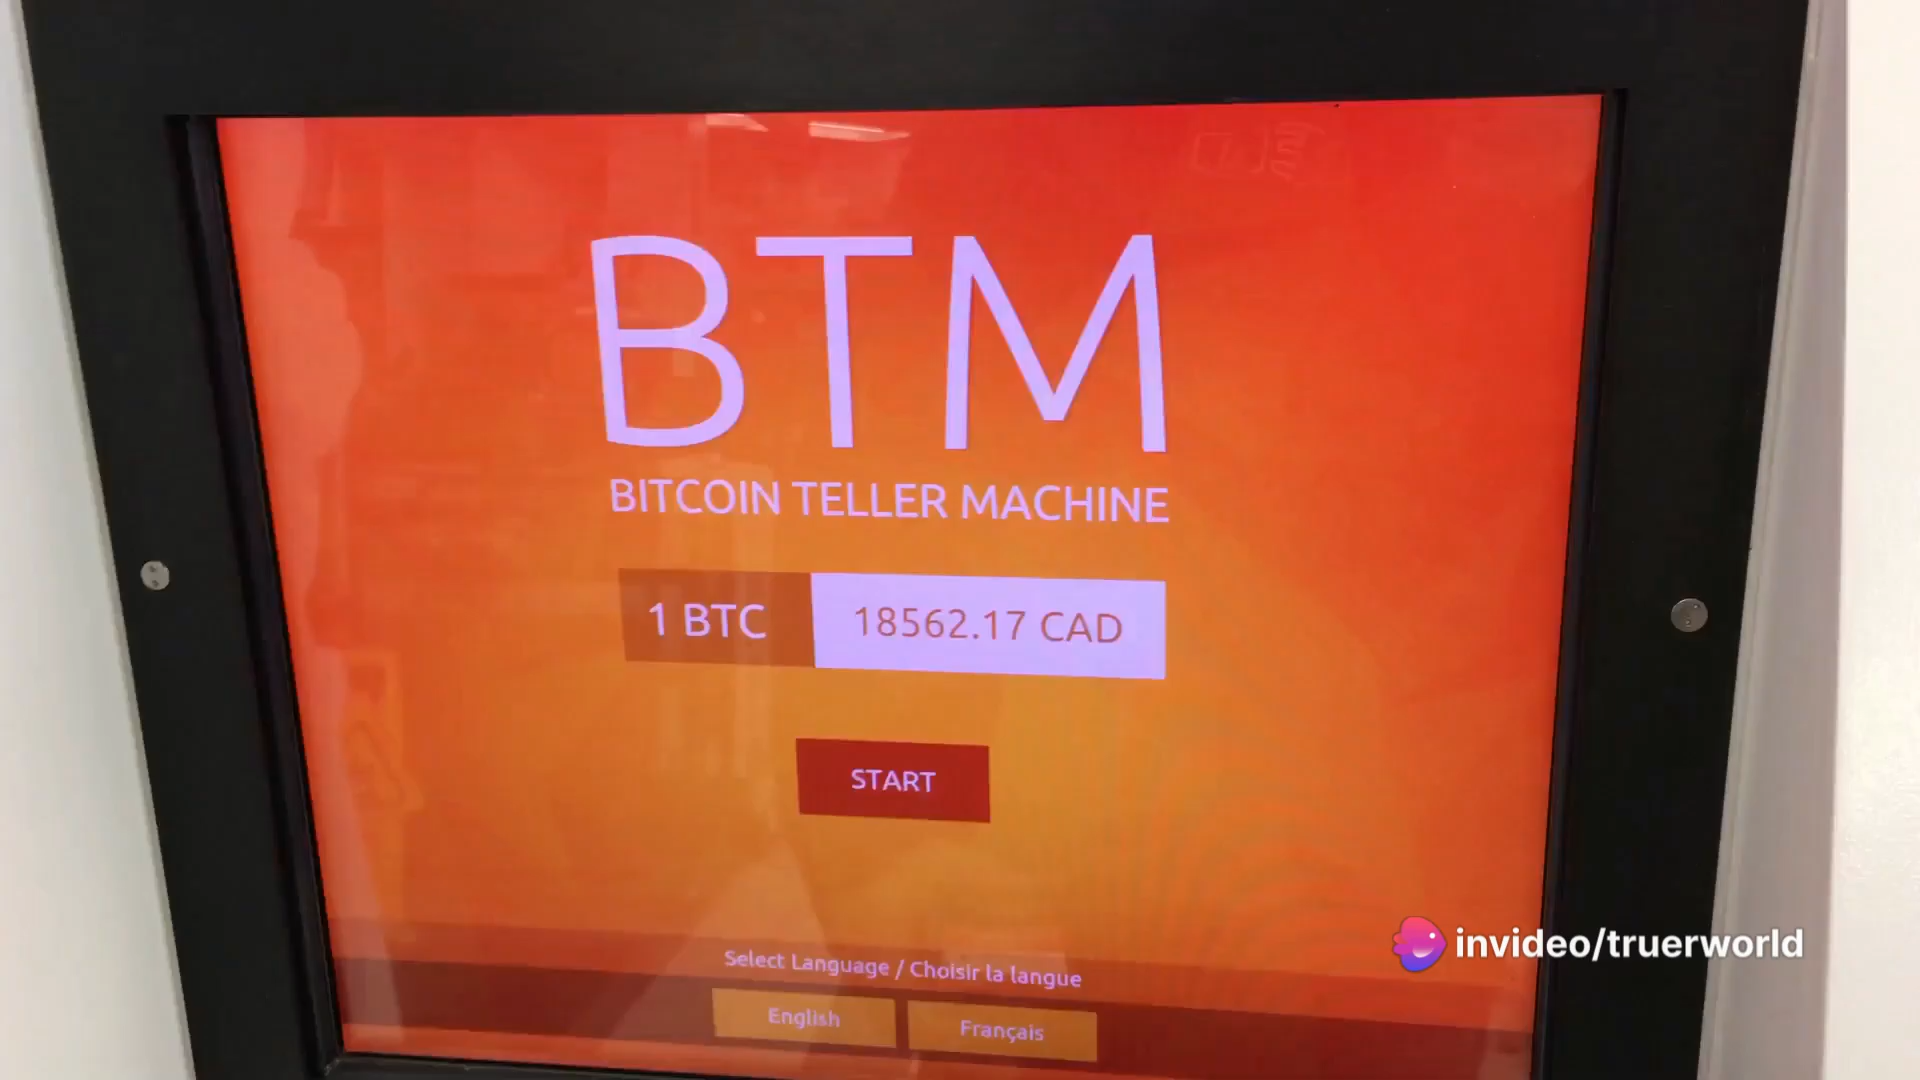 BTM
BITCOIN TELLER MACHINE
1 BTC 18562.17 CAD
START
Select Language / Choisir la langue
English Français
invideo/truerworld